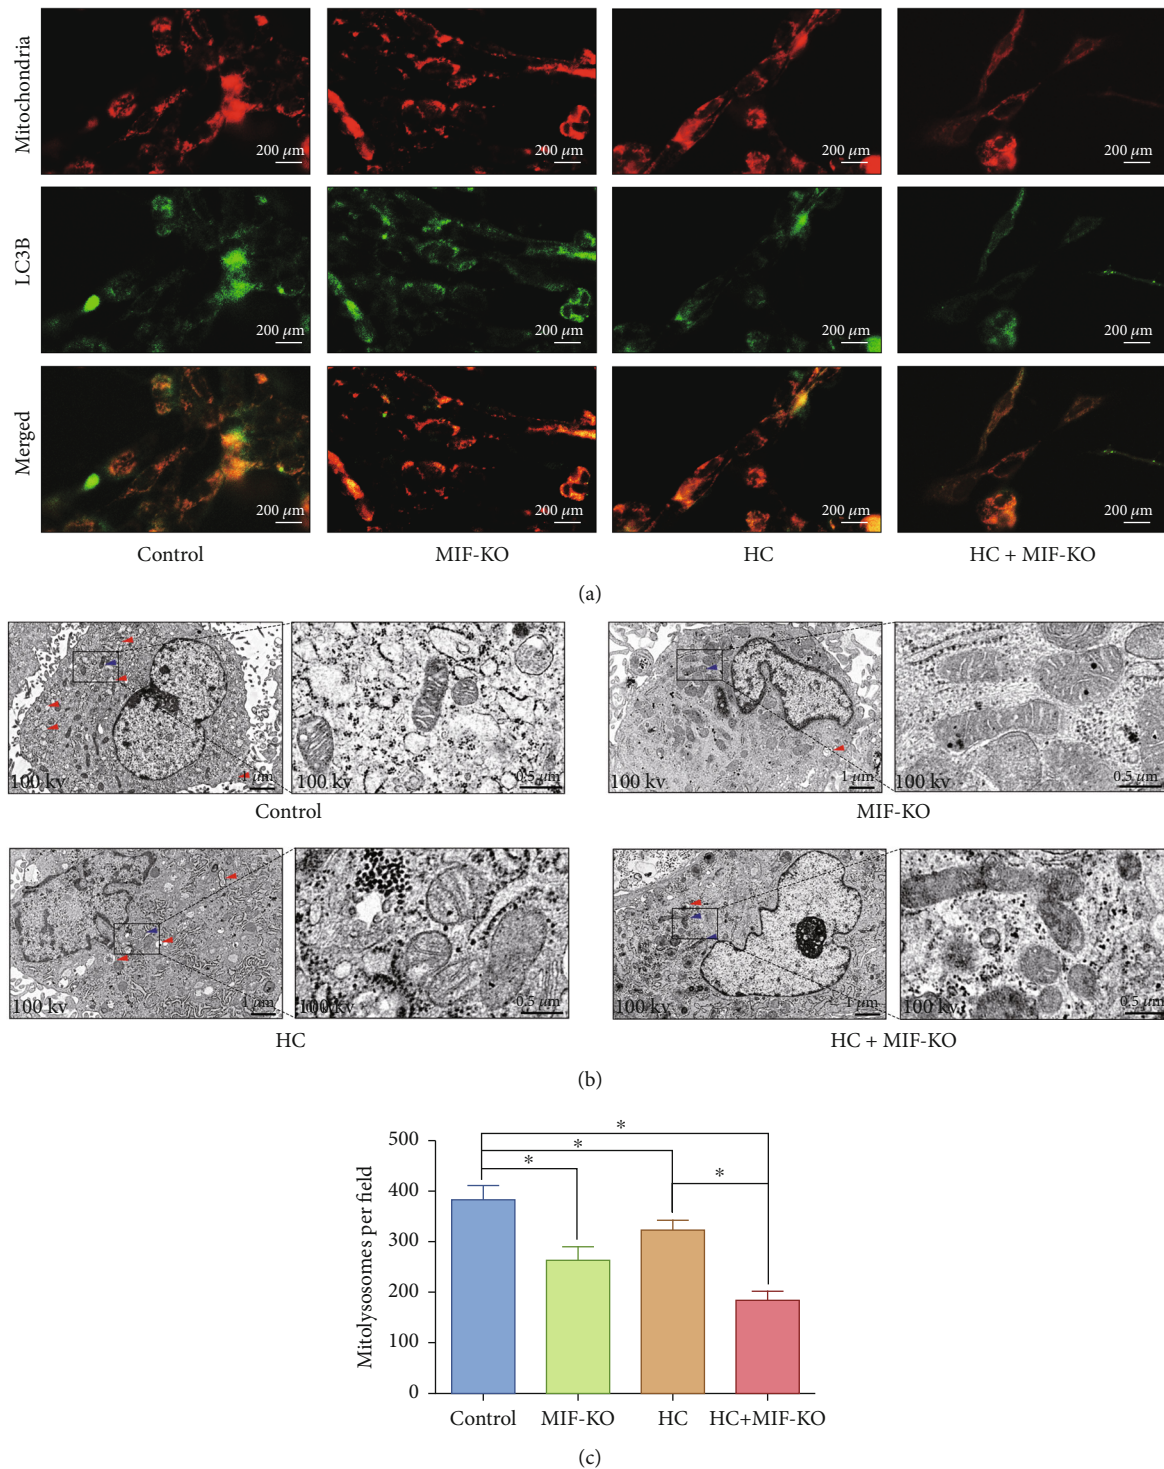 Mitochondria
200 μm
200 μm
200 μm
200 μm
LC3B
200 μm
200 μm
200 μm
200 μm
Merged
200 μm
200 μm
200 μm
200 μm
Control
MIF-KO
HC
HC + MIF-KO
(a)
100 kv
1 μm
100 kv
0.5 μm
100 kv
1 μm
100 kv
0.5 μm
Control
MIF-KO
100 kv
1 μm
100 kv
0.5 μm
100 kv
1 μm
100 kv
0.5 μm
HC
HC + MIF-KO
(b)
Mitolysosomes per field
500
400
300
200
100
0
*
*
*
*
Control
MIF-KO
HC
HC+MIF-KO
(c)